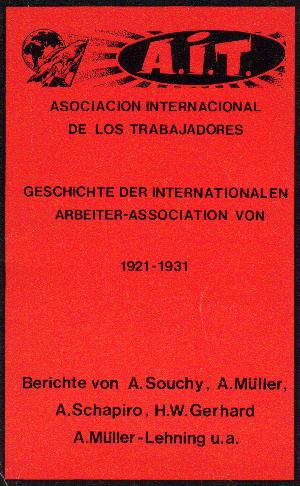 A.I.T.
ASOCIACION INTERNACIONAL
DE LOS TRABAJADORES
GESCHICHTE DER INTERNATIONALEN
ARBEITER-ASSOCIATION VON
1921-1931
Berichte von A.Souchy, A.Müller,
A.Schapiro, H.W.Gerhard
A.Müller-Lehning u.a.